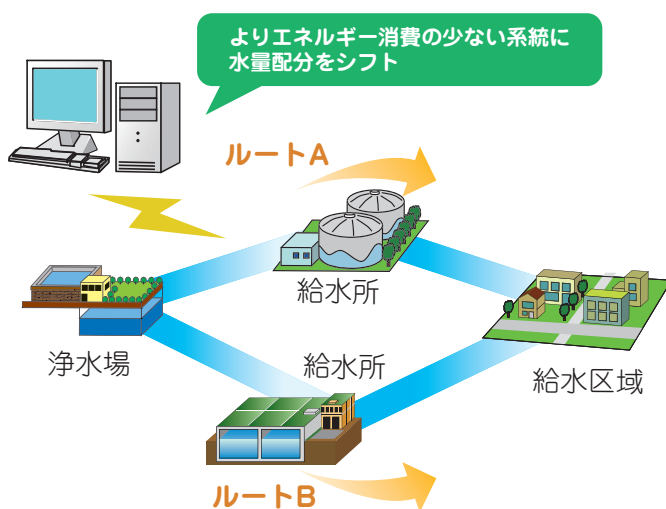 よりエネルギー消費の少ない系統に
水量配分をシフト
ルートA
給水所
浄水場
給水所
給水区域
ルートB